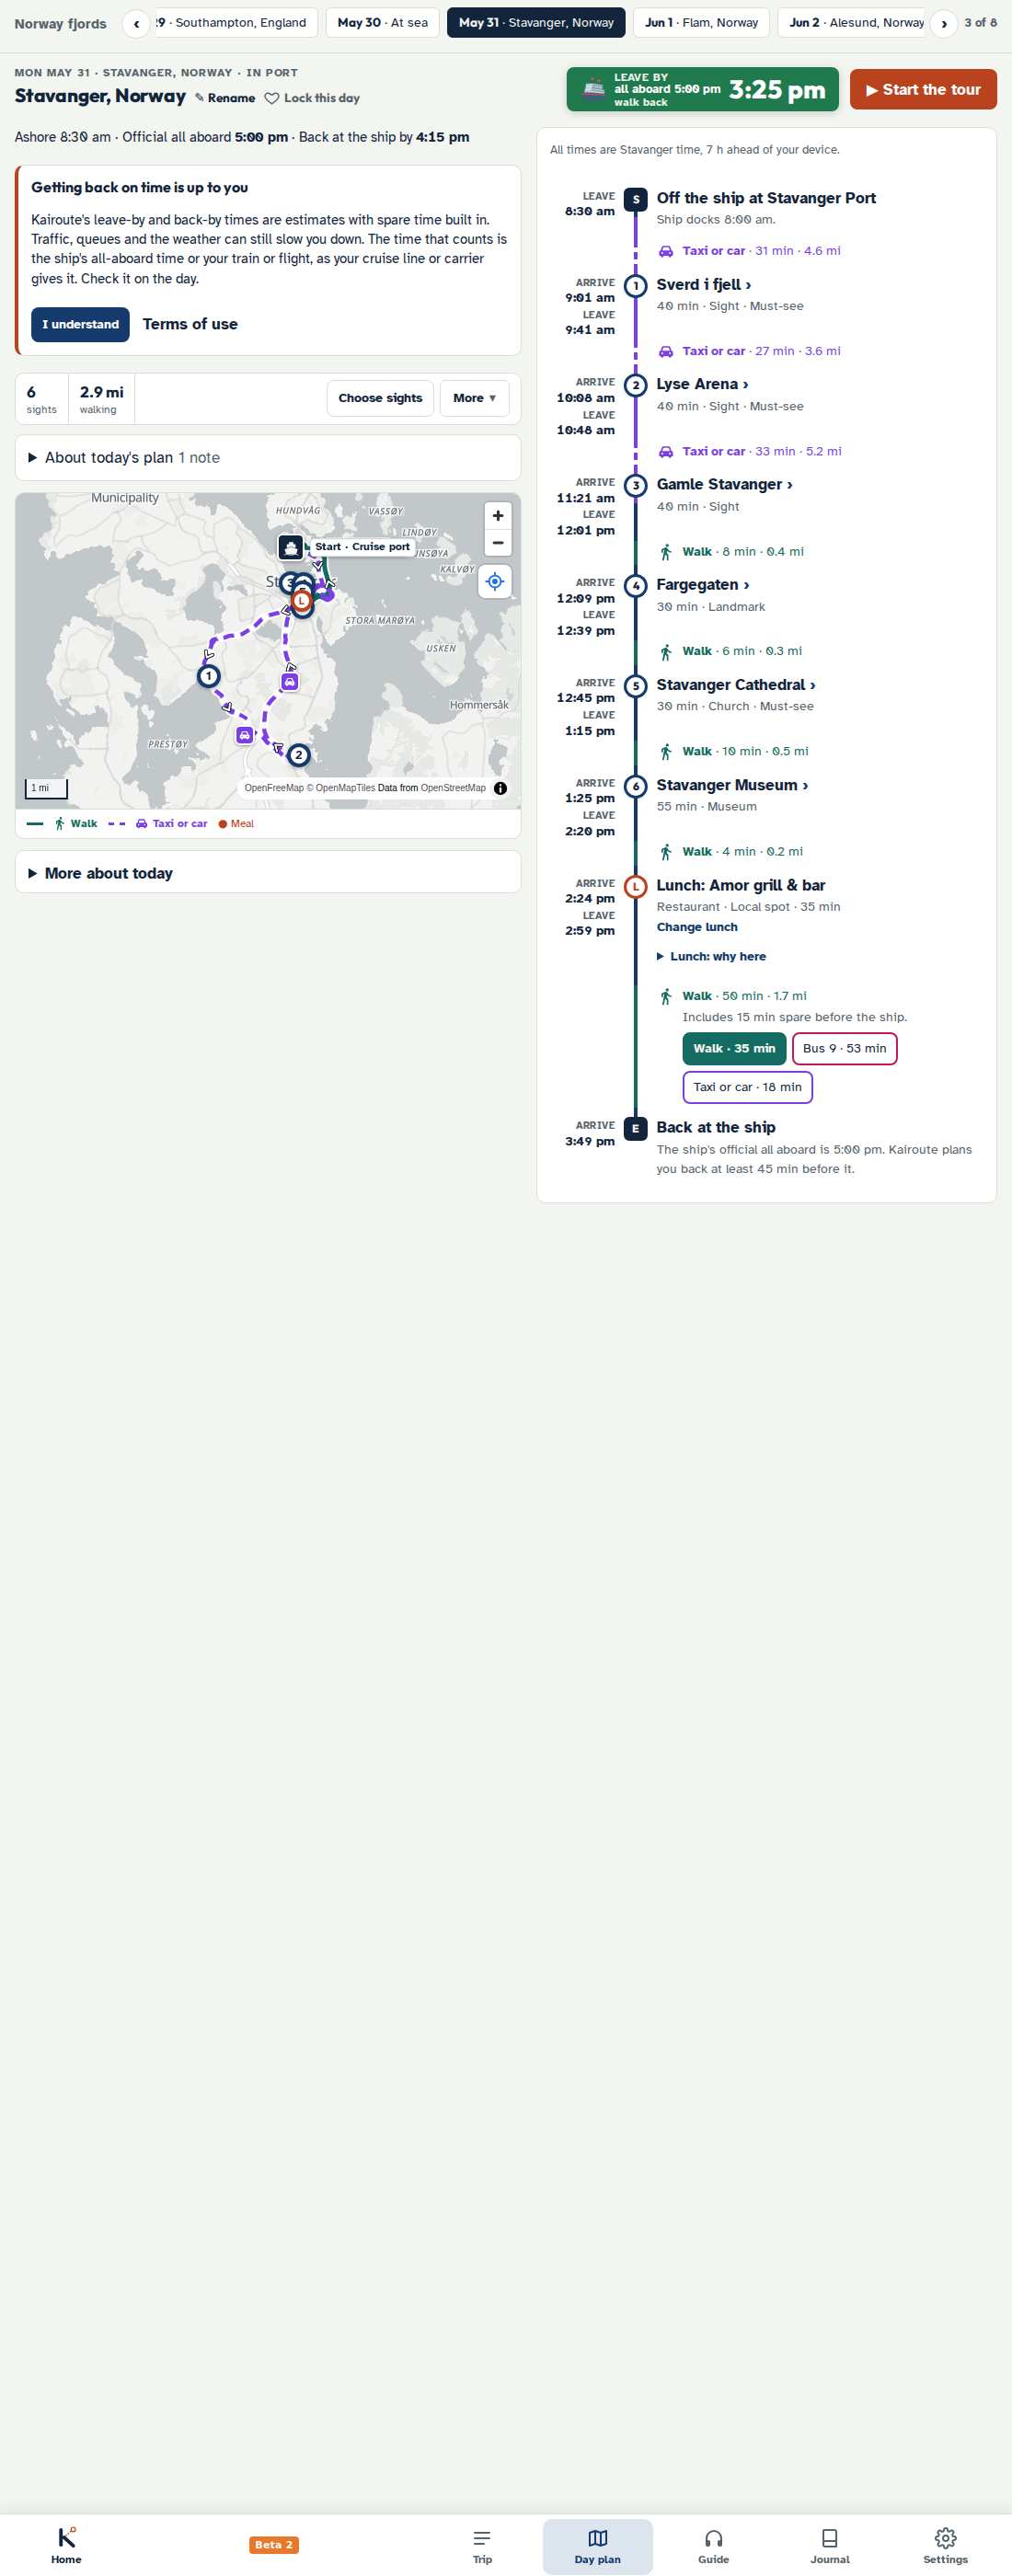 Norway fjords
‹
29 · Southampton, England
May 30 · At sea
May 31 · Stavanger, Norway
Jun 1 · Flam, Norway
Jun 2 · Alesund, Norway
›
3 of 8
MON MAY 31 · STAVANGER, NORWAY · IN PORT
Stavanger, Norway ✎ Rename Lock this day
LEAVE BY
all aboard 5:00 pm
walk back
3:25 pm
▶ Start the tour
Ashore 8:30 am · Official all aboard 5:00 pm · Back at the ship by 4:15 pm
Getting back on time is up to you
Kairoute's leave-by and back-by times are estimates with spare time built in.
Traffic, queues and the weather can still slow you down. The time that counts is
the ship's all-aboard time or your train or flight, as your cruise line or carrier
gives it. Check it on the day.
I understand
Terms of use
6
sights
2.9 mi
walking
Choose sights
More ▼
▶ About today's plan 1 note
Municipality
HUNDVÅG
VASSØY
LINDØY
Start · Cruise port
KALVØY
STORA MARØYA
USKEN
Hommersåk
PRESTØY
1
2
3
L
+
−
1 mi
OpenFreeMap © OpenMapTiles Data from OpenStreetMap
Walk
Taxi or car
Meal
▶ More about today
All times are Stavanger time, 7 h ahead of your device.
LEAVE
8:30 am
S
Off the ship at Stavanger Port
Ship docks 8:00 am.
Taxi or car · 31 min · 4.6 mi
ARRIVE
9:01 am
LEAVE
9:41 am
1
Sverd i fjell ›
40 min · Sight · Must-see
Taxi or car · 27 min · 3.6 mi
ARRIVE
10:08 am
LEAVE
10:48 am
2
Lyse Arena ›
40 min · Sight · Must-see
Taxi or car · 33 min · 5.2 mi
ARRIVE
11:21 am
LEAVE
12:01 pm
3
Gamle Stavanger ›
40 min · Sight
Walk · 8 min · 0.4 mi
ARRIVE
12:09 pm
LEAVE
12:39 pm
4
Fargegaten ›
30 min · Landmark
Walk · 6 min · 0.3 mi
ARRIVE
12:45 pm
LEAVE
1:15 pm
5
Stavanger Cathedral ›
30 min · Church · Must-see
Walk · 10 min · 0.5 mi
ARRIVE
1:25 pm
LEAVE
2:20 pm
6
Stavanger Museum ›
55 min · Museum
Walk · 4 min · 0.2 mi
ARRIVE
2:24 pm
LEAVE
2:59 pm
L
Lunch: Amor grill & bar
Restaurant · Local spot · 35 min
Change lunch
▶ Lunch: why here
Walk · 50 min · 1.7 mi
Includes 15 min spare before the ship.
Walk · 35 min
Bus 9 · 53 min
Taxi or car · 18 min
ARRIVE
3:49 pm
E
Back at the ship
The ship's official all aboard is 5:00 pm. Kairoute plans
you back at least 45 min before it.
Home
Beta 2
Trip
Day plan
Guide
Journal
Settings